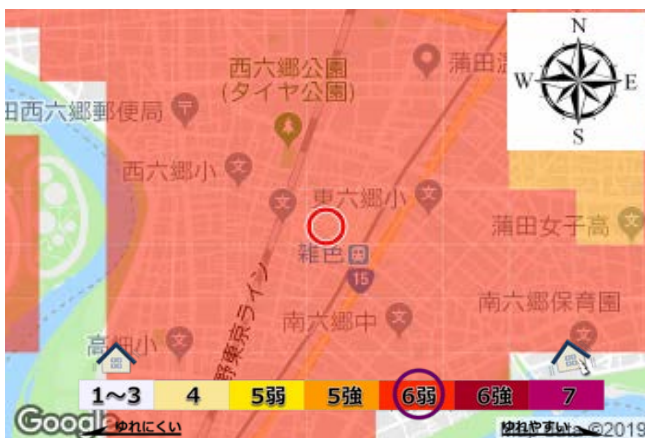 N
W E
S
西六郷公園
(タイヤ公園)
蒲田
田西六郷郵便局
西六郷小
東六郷小
蒲田女子高
雑色
15
野東京ライン
南六郷中
南六郷保育園
高畑小
1～3 4 5弱 5強 6弱 6強 7
Google
ゆれにくい
ゆれやすい
©2019